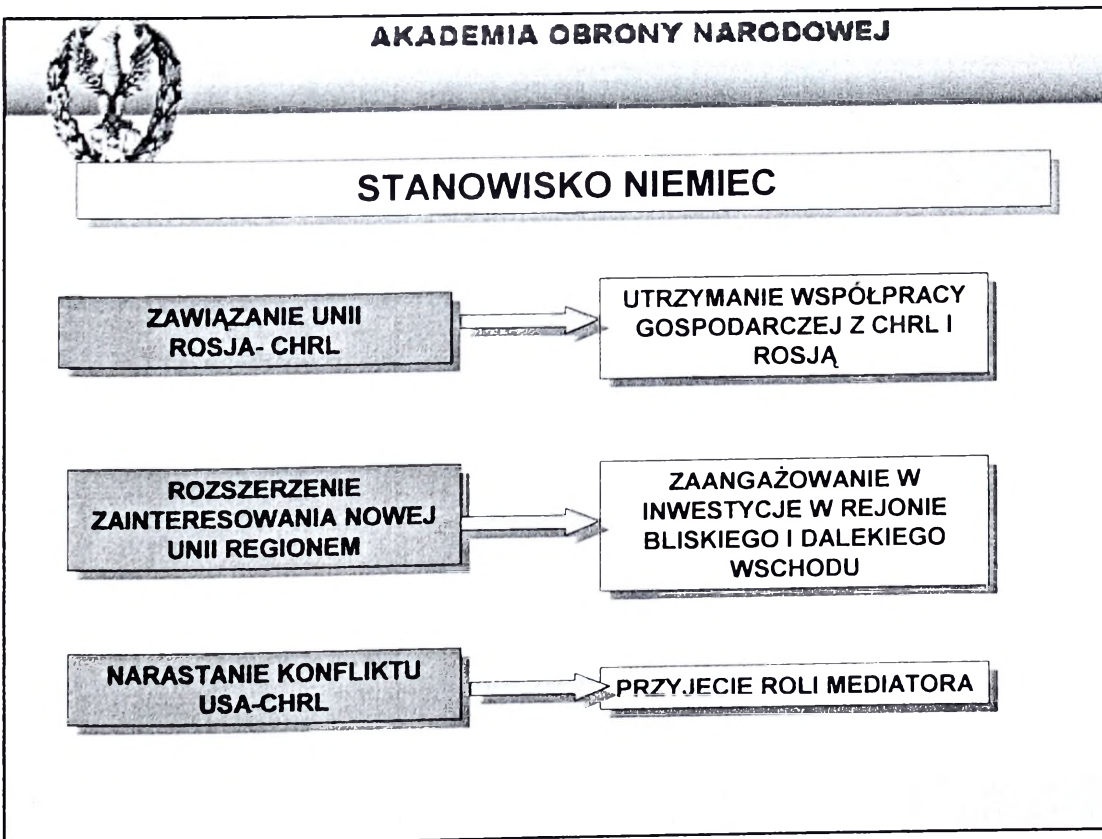 AKADEMIA OBRONY NARODOWEJ
STANOWISKO NIEMIEC
ZAWIĄZANIE UNII
ROSJA- CHRL
UTRZYMANIE WSPÓŁPRACY
GOSPODARCZEJ Z CHRL I
ROSJĄ
ROZSZERZENIE
ZAINTERESOWANIA NOWEJ
UNII REGIONEM
ZAANGAŻOWANIE W
INWESTYCJE W REJONIE
BLISKIEGO I DALEKIEGO
WSCHODU
NARASTANIE KONFLIKTU
USA-CHRL
PRZYJECIE ROLI MEDIATORA